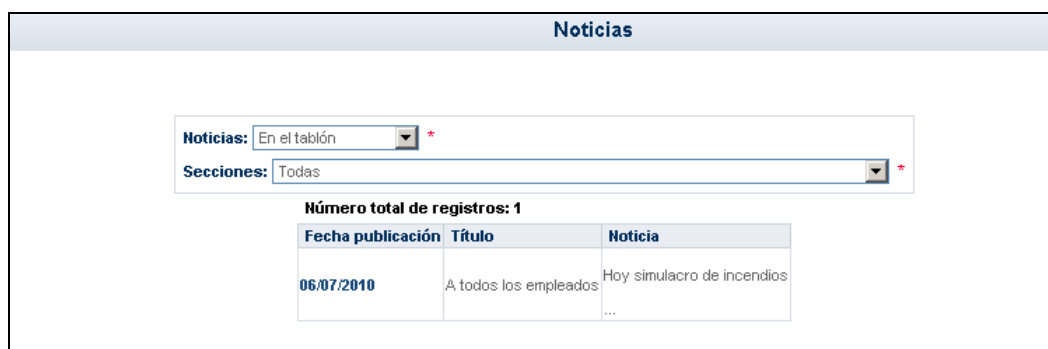 Noticias
Noticias: En el tablón *
Secciones: Todas *
Número total de registros: 1
Fecha publicación Título Noticia
06/07/2010 A todos los empleados Hoy simulacro de incendios
...